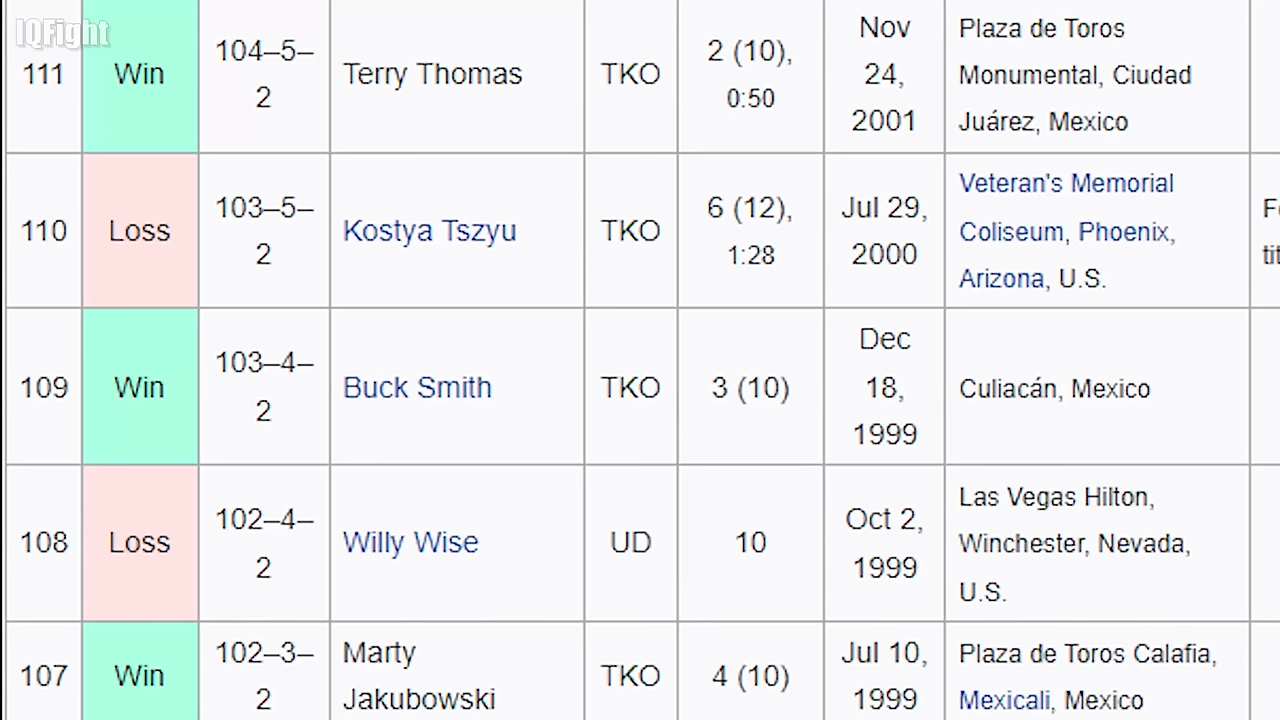 IQFight
111 Win 104–5–2 Terry Thomas TKO 2 (10), 0:50 Nov 24, 2001 Plaza de Toros Monumental, Ciudad Juárez, Mexico
110 Loss 103–5–2 Kostya Tszyu TKO 6 (12), 1:28 Jul 29, 2000 Veteran's Memorial Coliseum, Phoenix, Arizona, U.S.
109 Win 103–4–2 Buck Smith TKO 3 (10) Dec 18, 1999 Culiacán, Mexico
108 Loss 102–4–2 Willy Wise UD 10 Oct 2, 1999 Las Vegas Hilton, Winchester, Nevada, U.S.
107 Win 102–3–2 Marty Jakubowski TKO 4 (10) Jul 10, 1999 Plaza de Toros Calafia, Mexicali, Mexico